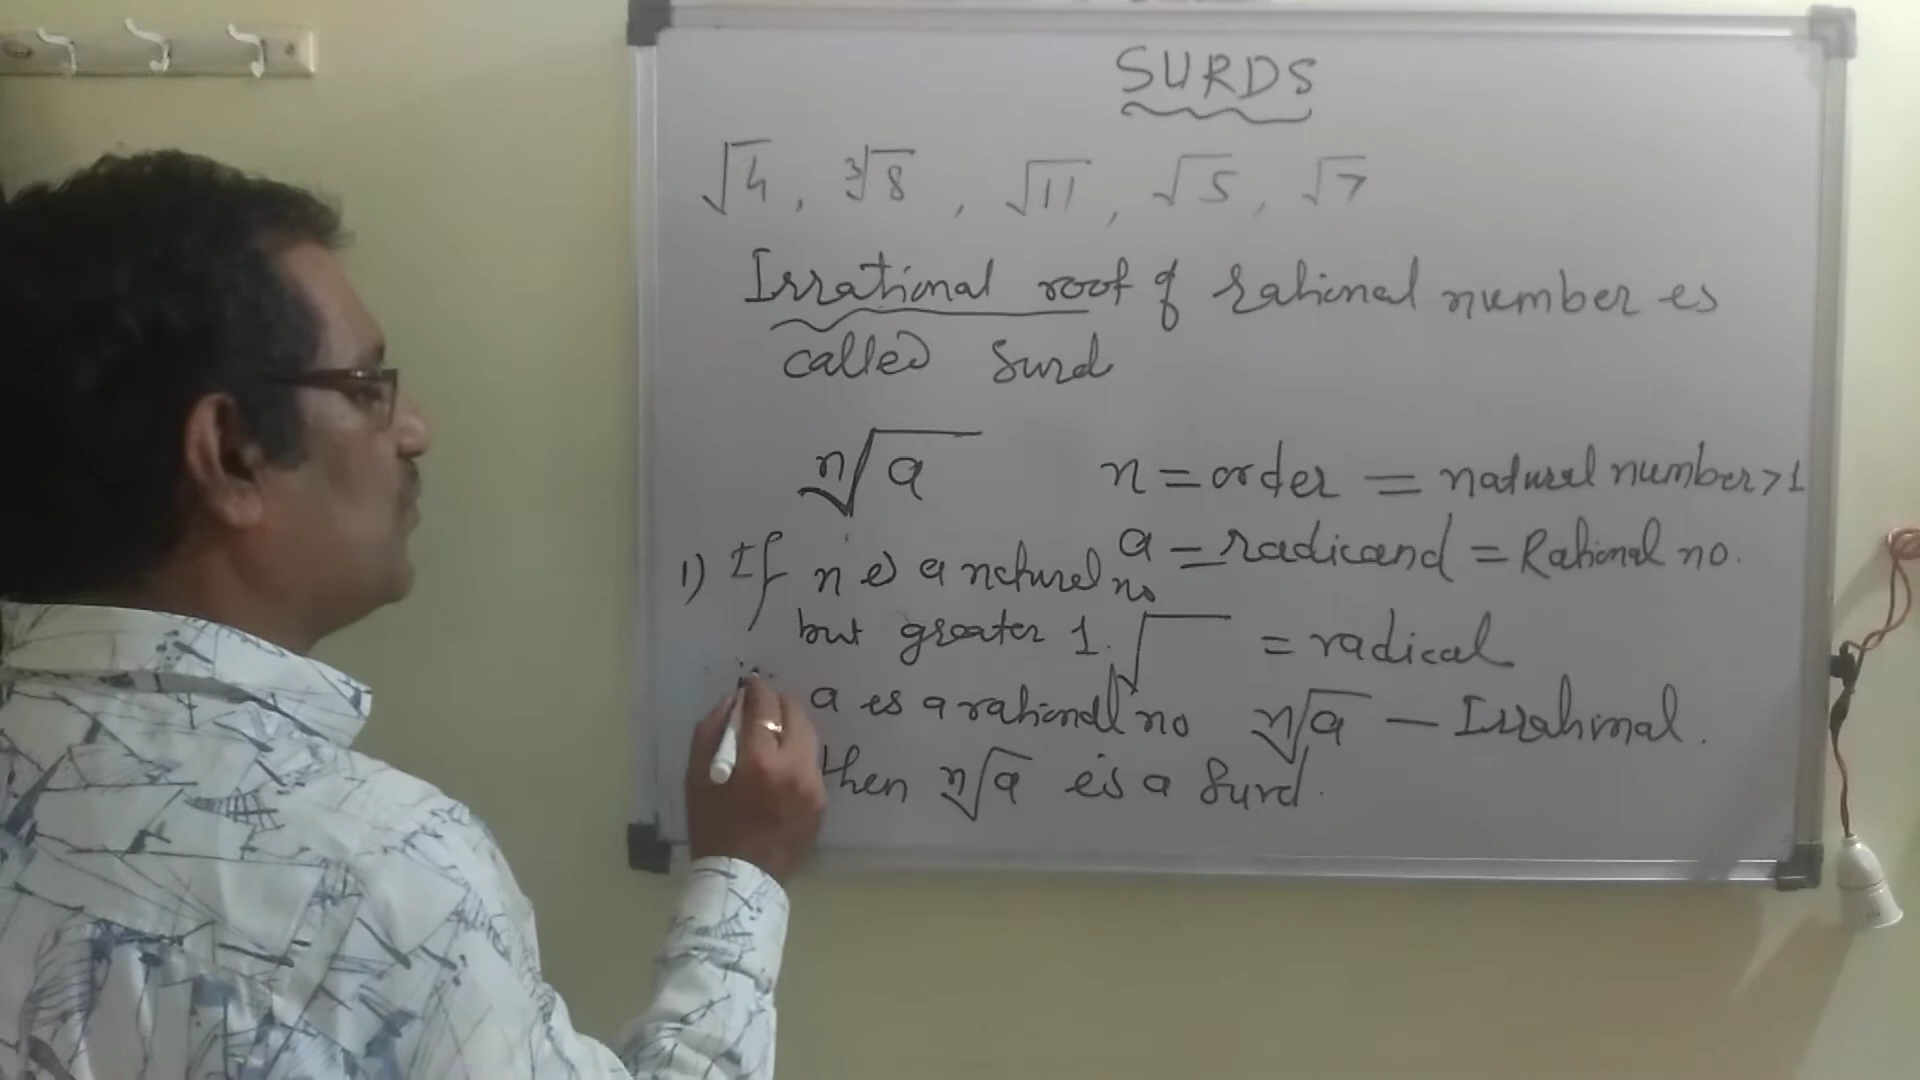 SURDS
√4, ∛8, √11, √5, √7
Irrational root of rational number is
called Surd
ⁿ√a n = order = natural number > 1
a = radicand = Rational no.
1) If n is a natural no
but greater 1. √ = radical
a is a rational no ⁿ√a — Irrational.
then ⁿ√a is a Surd.